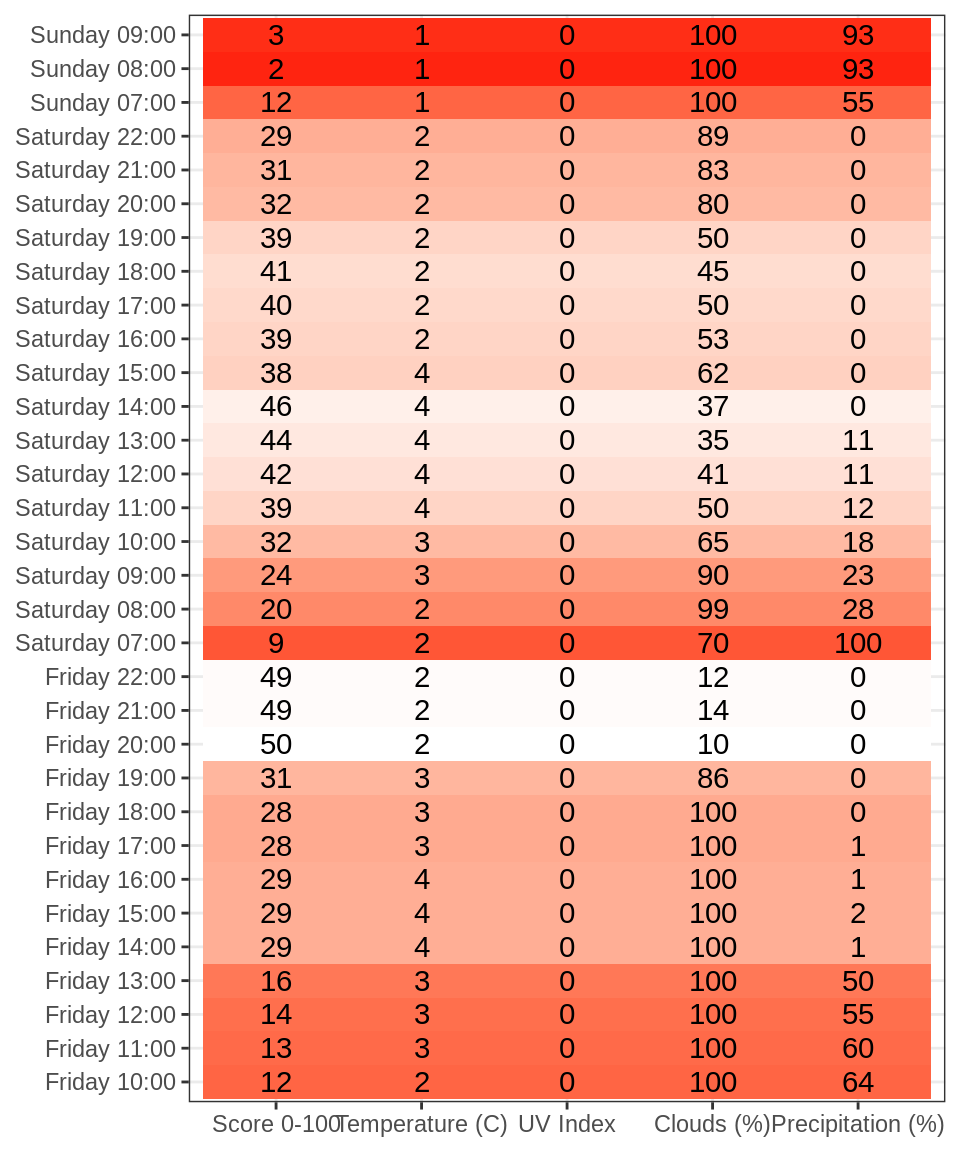 Sunday 09:00 3 1 0 100 93
Sunday 08:00 2 1 0 100 93
Sunday 07:00 12 1 0 100 55
Saturday 22:00 29 2 0 89 0
Saturday 21:00 31 2 0 83 0
Saturday 20:00 32 2 0 80 0
Saturday 19:00 39 2 0 50 0
Saturday 18:00 41 2 0 45 0
Saturday 17:00 40 2 0 50 0
Saturday 16:00 39 2 0 53 0
Saturday 15:00 38 4 0 62 0
Saturday 14:00 46 4 0 37 0
Saturday 13:00 44 4 0 35 11
Saturday 12:00 42 4 0 41 11
Saturday 11:00 39 4 0 50 12
Saturday 10:00 32 3 0 65 18
Saturday 09:00 24 3 0 90 23
Saturday 08:00 20 2 0 99 28
Saturday 07:00 9 2 0 70 100
Friday 22:00 49 2 0 12 0
Friday 21:00 49 2 0 14 0
Friday 20:00 50 2 0 10 0
Friday 19:00 31 3 0 86 0
Friday 18:00 28 3 0 100 0
Friday 17:00 28 3 0 100 1
Friday 16:00 29 4 0 100 1
Friday 15:00 29 4 0 100 2
Friday 14:00 29 4 0 100 1
Friday 13:00 16 3 0 100 50
Friday 12:00 14 3 0 100 55
Friday 11:00 13 3 0 100 60
Friday 10:00 12 2 0 100 64
Score 0-100 Temperature (C) UV Index Clouds (%) Precipitation (%)